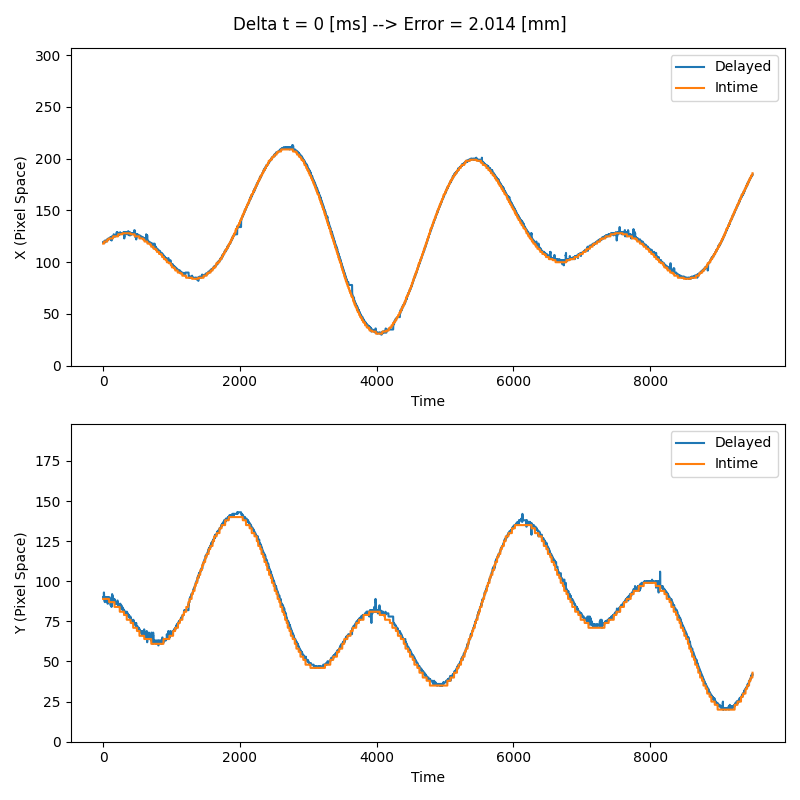 Delta t = 0 [ms] --> Error = 2.014 [mm]
300
250
200
150
100
50
0
X (Pixel Space)
Delayed
Intime
0 2000 4000 6000 8000
Time
175
150
125
100
75
50
25
0
Y (Pixel Space)
Delayed
Intime
0 2000 4000 6000 8000
Time